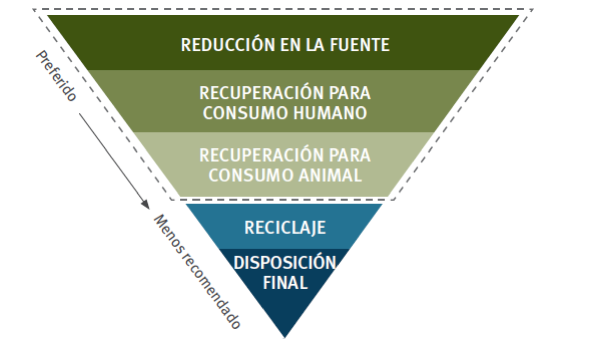 REDUCCIÓN EN LA FUENTE
Preferido
RECUPERACIÓN PARA
CONSUMO HUMANO
RECUPERACIÓN PARA
CONSUMO ANIMAL
Menos recomendado
RECICLAJE
DISPOSICIÓN
FINAL